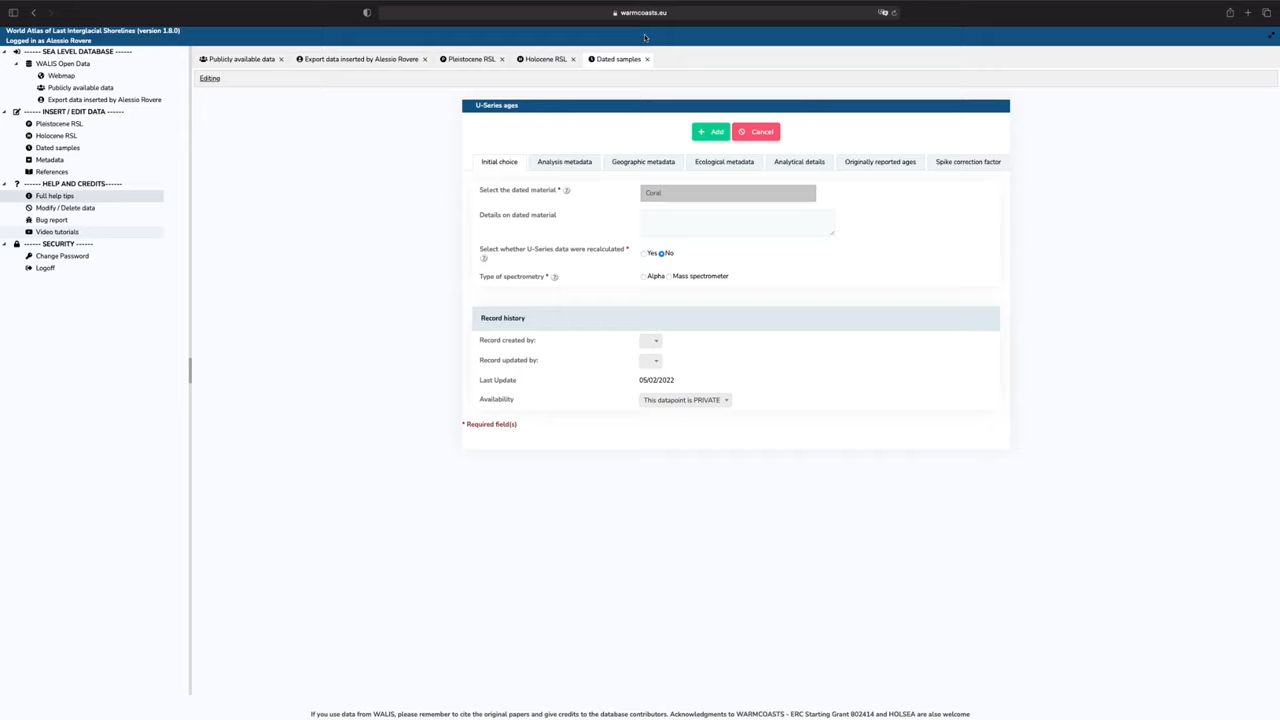 warmcoasts.eu
World Atlas of Last Interglacial Shorelines (version 1.8.0)
Logged in as Alessio Rovere
------ SEA LEVEL DATABASE ------
WALIS Open Data
Webmap
Publicly available data
Export data inserted by Alessio Rovere
------ INSERT / EDIT DATA ------
Pleistocene RSL
Holocene RSL
Dated samples
Metadata
References
------ HELP AND CREDITS------
Full help tips
Modify / Delete data
Bug report
Video tutorials
------ SECURITY ------
Change Password
Logoff
Publicly available data
Export data inserted by Alessio Rovere
Pleistocene RSL
Holocene RSL
Dated samples
Editing
U-Series ages
+ Add Cancel
Initial choice Analysis metadata Geographic metadata Ecological metadata Analytical details Originally reported ages Spike correction factor
Select the dated material * Coral
Details on dated material
Select whether U-Series data were recalculated * Yes No
Type of spectrometry * Alpha Mass spectrometer
Record history
Record created by:
Record updated by:
Last Update 05/02/2022
Availability This datapoint is PRIVATE
* Required field(s)
If you use data from WALIS, please remember to cite the original papers and give credits to the database contributors. Acknowledgments to WARMCOASTS - ERC Starting Grant 802414 and HOLSEA are also welcome